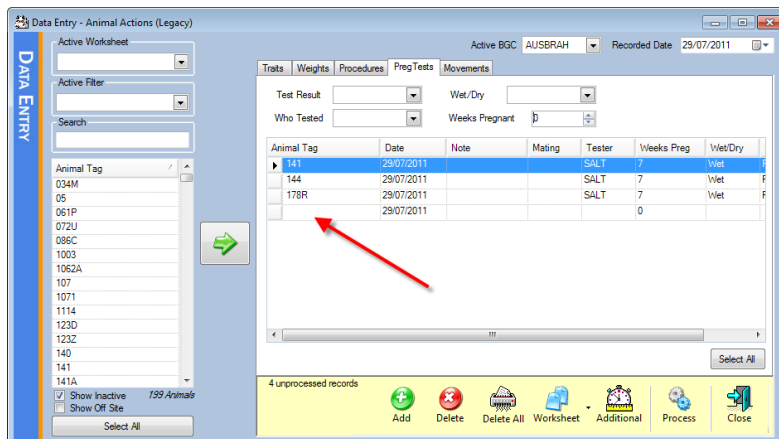 Data Entry - Animal Actions (Legacy)
DATA ENTRY
Active Worksheet
Active Filter
Search
Animal Tag
034M
05
061P
072U
086C
1003
1062A
107
1071
1114
123D
123Z
140
141
141A
Show Inactive 199 Animals
Show Off Site
Select All
Active BGC AUSBRAH Recorded Date 29/07/2011
Traits Weights Procedures PregTests Movements
Test Result Wet/Dry
Who Tested Weeks Pregnant 0
Animal Tag Date Note Mating Tester Weeks Preg Wet/Dry
141 29/07/2011 SALT 7 Wet
144 29/07/2011 SALT 7 Wet
178R 29/07/2011 SALT 7 Wet
29/07/2011 0
Select All
4 unprocessed records
Add Delete Delete All Worksheet Additional Process Close